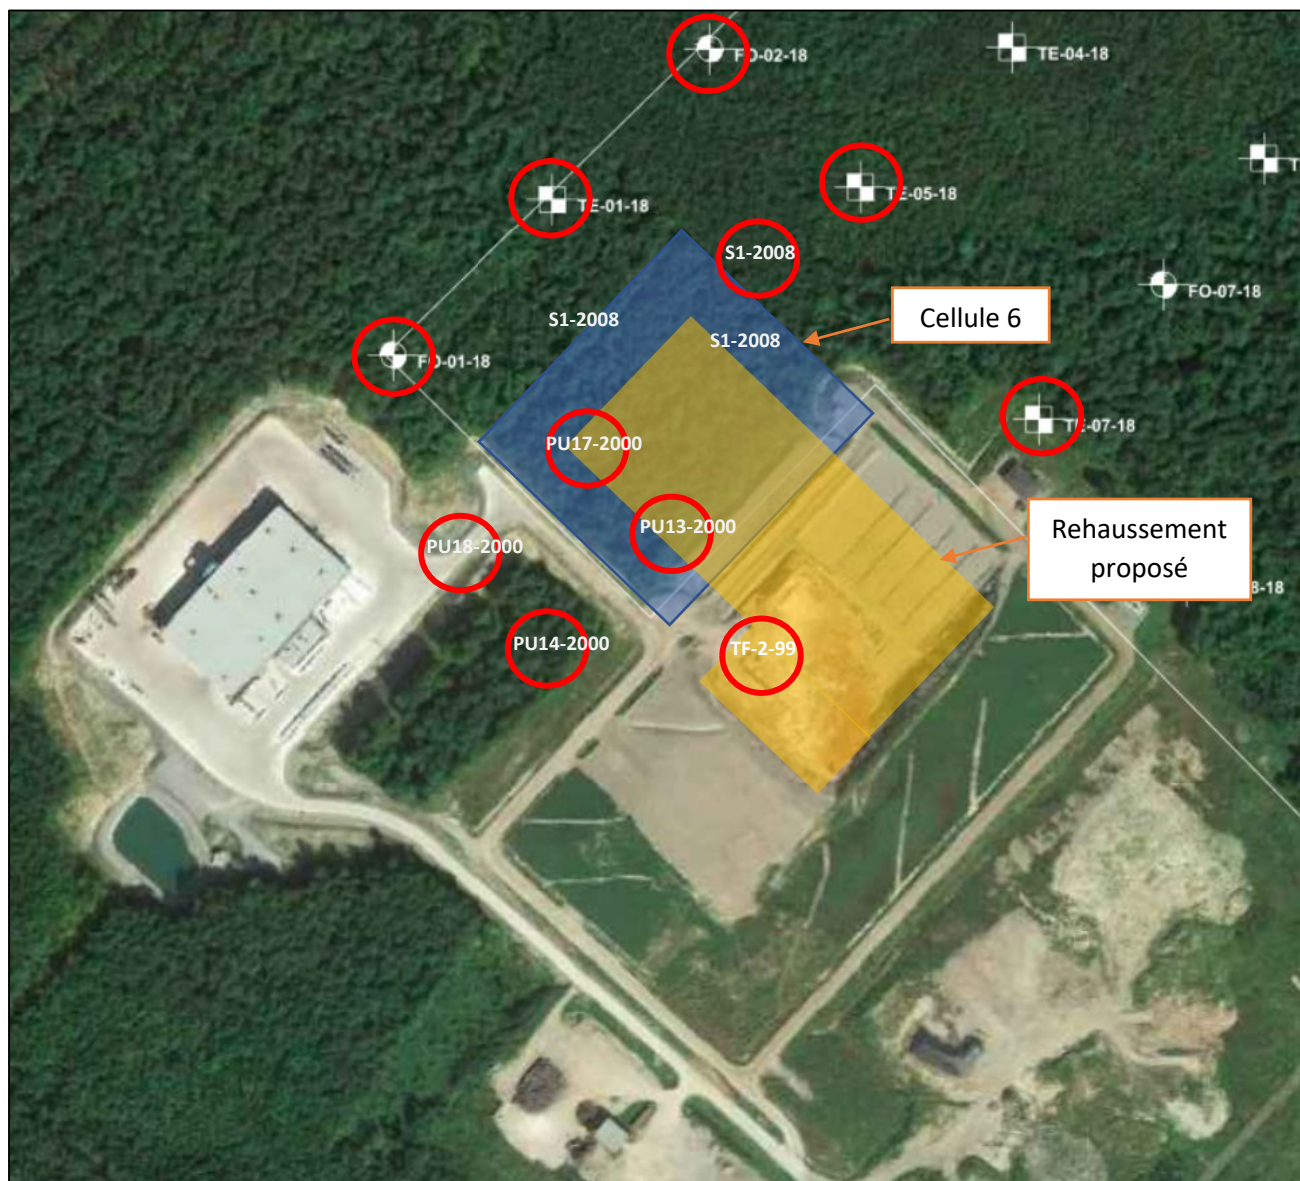 FO-02-18
TE-04-18
TE-01-18
TE-05-18
S1-2008
FO-07-18
S1-2008
S1-2008
Cellule 6
FO-01-18
TE-07-18
PU17-2000
PU13-2000
Rehaussement
proposé
PU18-2000
PU14-2000
TF-2-99